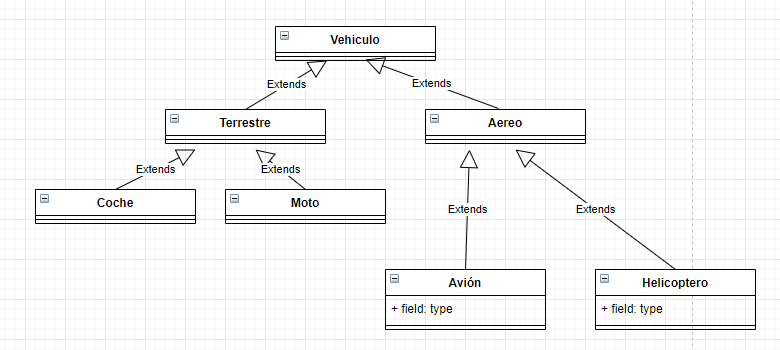 Vehiculo
Extends
Extends
Terrestre
Aereo
Extends
Extends
Coche
Moto
Extends
Extends
Avión
Helicoptero
+ field: type
+ field: type